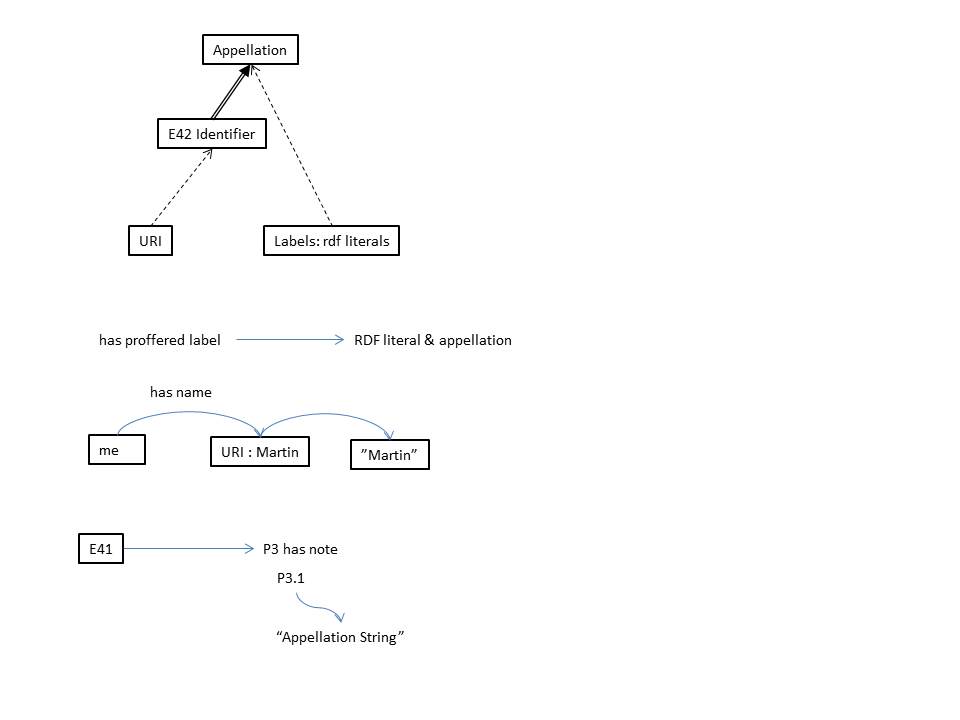 Appellation
E42 Identifier
URI
Labels: rdf literals
has proffered label
RDF literal & appellation
has name
me
URI : Martin
”Martin”
E41
P3 has note
P3.1
“Appellation String”